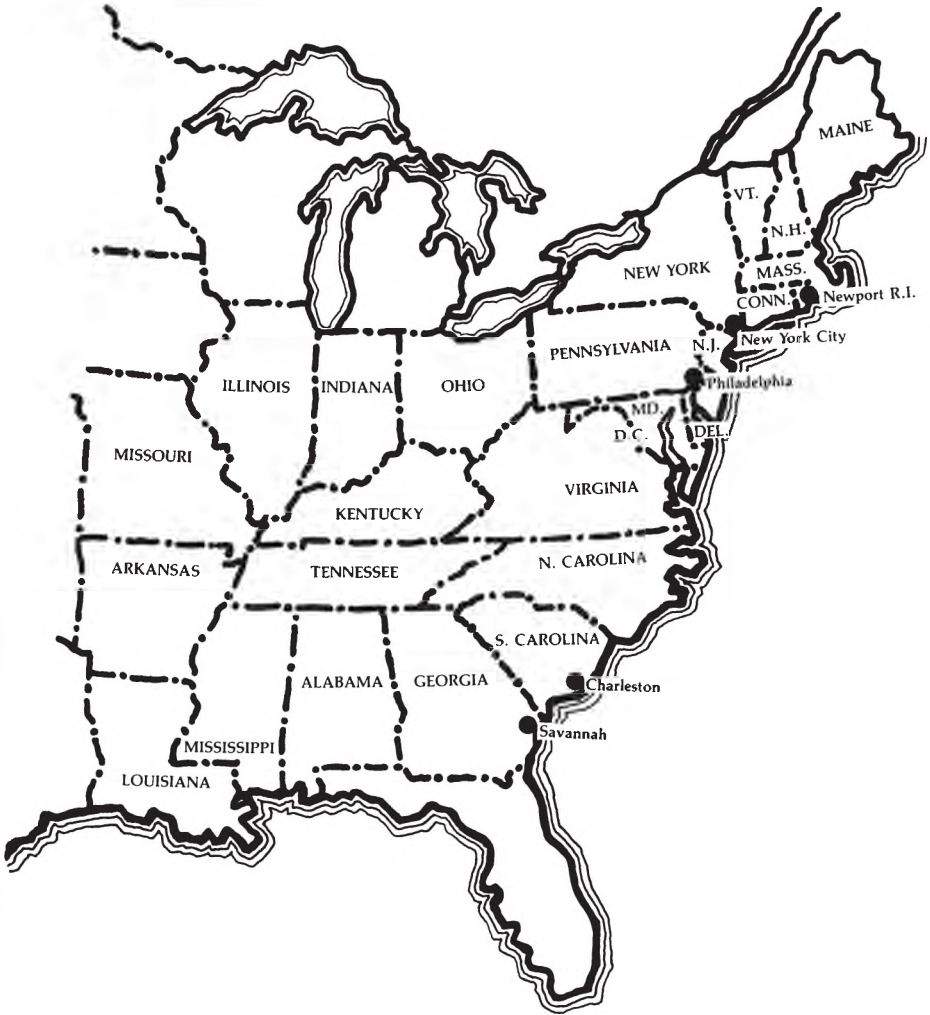 MAINE
VT.
N.H.
NEW YORK
MASS.
CONN.
Newport R.I.
New York City
N.J.
PENNSYLVANIA
ILLINOIS
INDIANA
OHIO
Philadelphia
MD.
D.C.
DEL.
MISSOURI
VIRGINIA
KENTUCKY
N. CAROLINA
ARKANSAS
TENNESSEE
S. CAROLINA
ALABAMA
GEORGIA
Charleston
Savannah
MISSISSIPPI
LOUISIANA